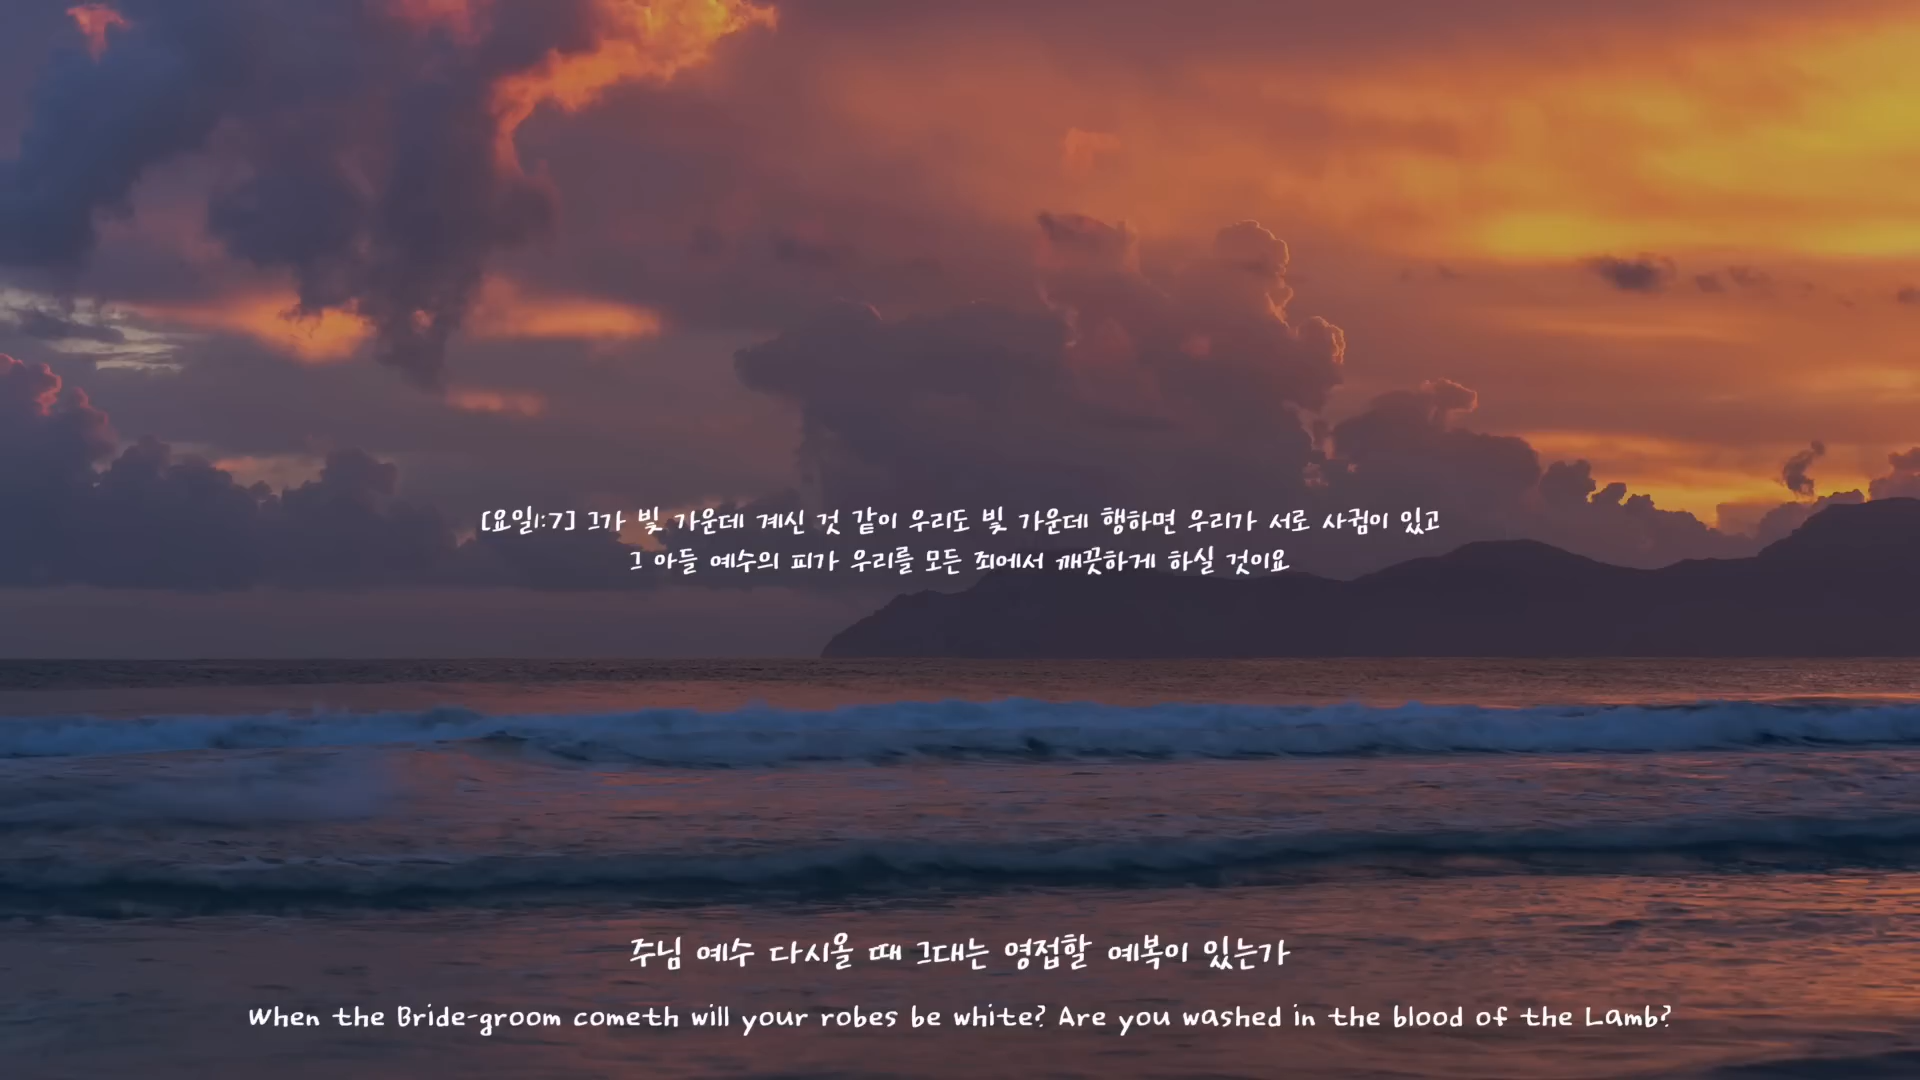 [요일1:7] 그가 빛 가운데 계신 것 같이 우리도 빛 가운데 행하면 우리가 서로 사귐이 있고
그 아들 예수의 피가 우리를 모든 죄에서 깨끗하게 하실 것이요
주님 예수 다시올 때 그대는 영접할 예복이 있는가
When the Bride-groom cometh will your robes be white? Are you washed in the blood of the Lamb?